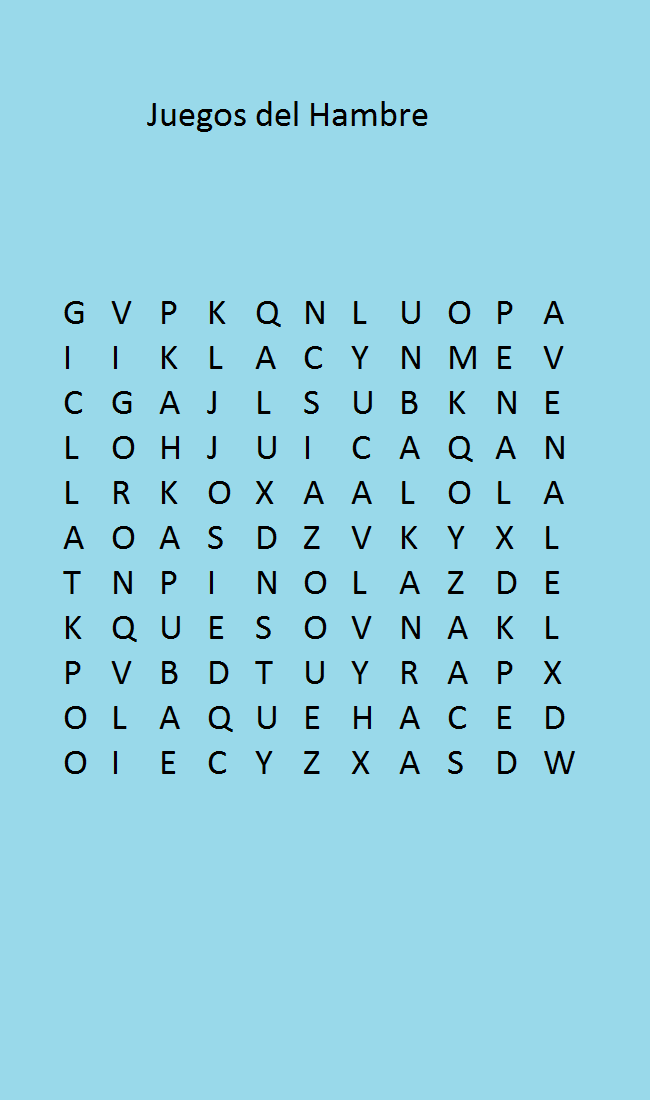 Juegos del Hambre
G V P K Q N L U O P A
I I K L A C Y N M E V
C G A J L S U B K N E
L O H J U I C A Q A N
L R K O X A A L O L A
A O A S D Z V K Y X L
T N P I N O L A Z D E
K Q U E S O V N A K L
P V B D T U Y R A P X
O L A Q U E H A C E D
O I E C Y Z X A S D W